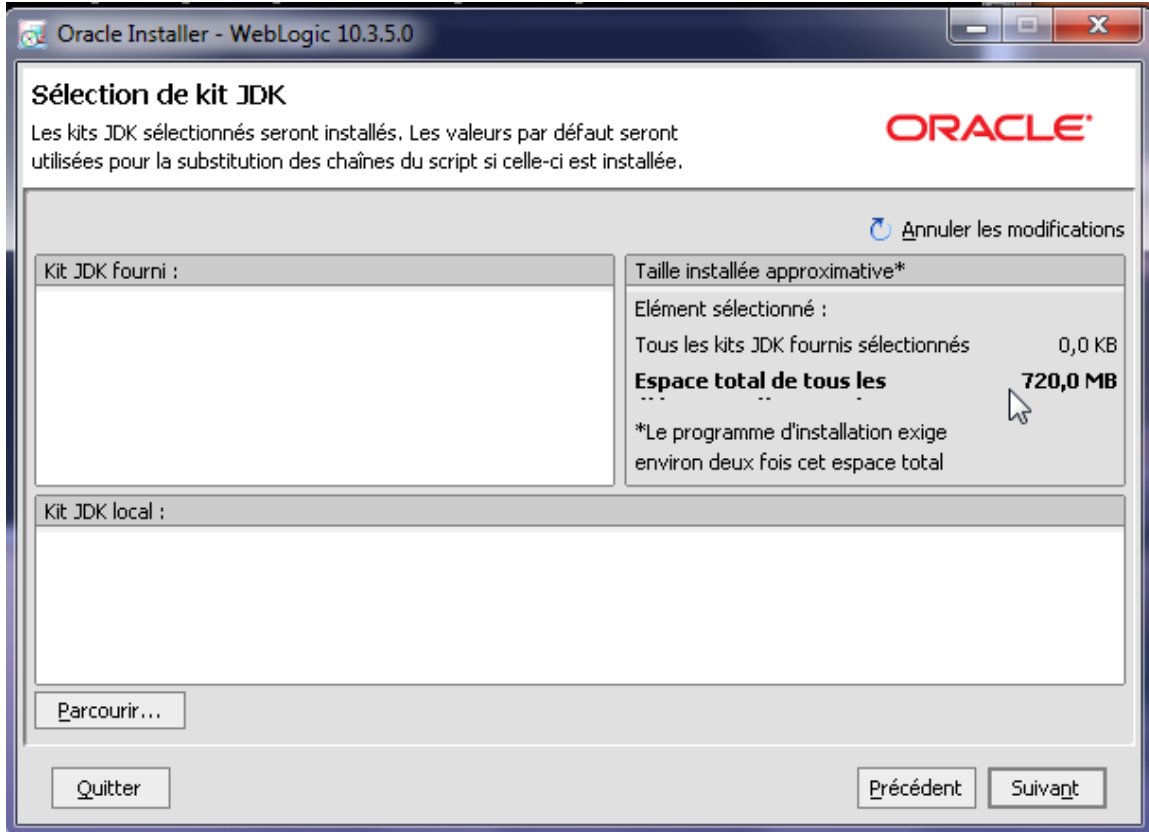 Oracle Installer - WebLogic 10.3.5.0
Sélection de kit JDK
Les kits JDK sélectionnés seront installés. Les valeurs par défaut seront
utilisées pour la substitution des chaînes du script si celle-ci est installée.
ORACLE
Annuler les modifications
Kit JDK fourni :
Taille installée approximative*
Elément sélectionné :
Tous les kits JDK fournis sélectionnés 0,0 KB
Espace total de tous les 720,0 MB
*Le programme d'installation exige
environ deux fois cet espace total
Kit JDK local :
Parcourir...
Quitter
Précédent
Suivant